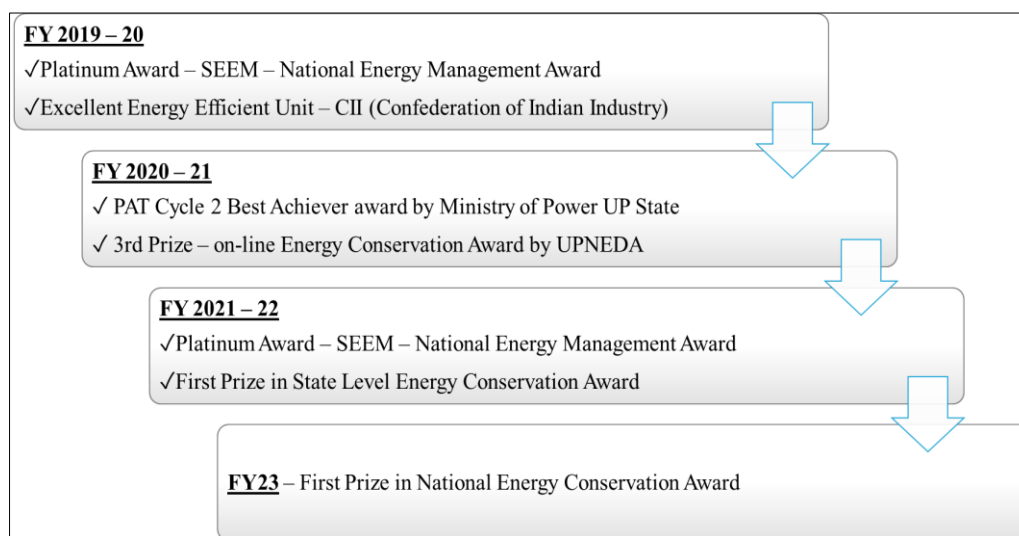 FY 2019 – 20
✓Platinum Award – SEEM – National Energy Management Award
✓Excellent Energy Efficient Unit – CII (Confederation of Indian Industry)
FY 2020 – 21
✓ PAT Cycle 2 Best Achiever award by Ministry of Power UP State
✓ 3rd Prize – on-line Energy Conservation Award by UPNEDA
FY 2021 – 22
✓Platinum Award – SEEM – National Energy Management Award
✓First Prize in State Level Energy Conservation Award
FY23 – First Prize in National Energy Conservation Award